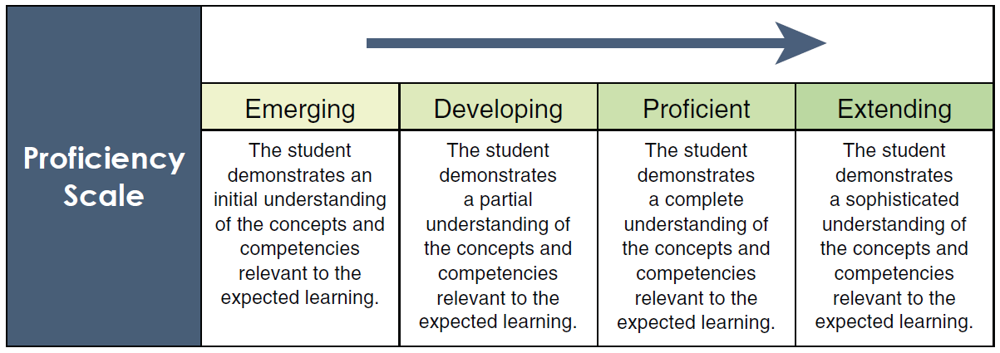 Proficiency
Scale
Emerging
The student
demonstrates an
initial understanding
of the concepts and
competencies
relevant to the
expected learning.
Developing
The student
demonstrates
a partial
understanding of
the concepts and
competencies
relevant to the
expected learning.
Proficient
The student
demonstrates
a complete
understanding of
the concepts and
competencies
relevant to the
expected learning.
Extending
The student
demonstrates
a sophisticated
understanding of
the concepts and
competencies
relevant to the
expected learning.